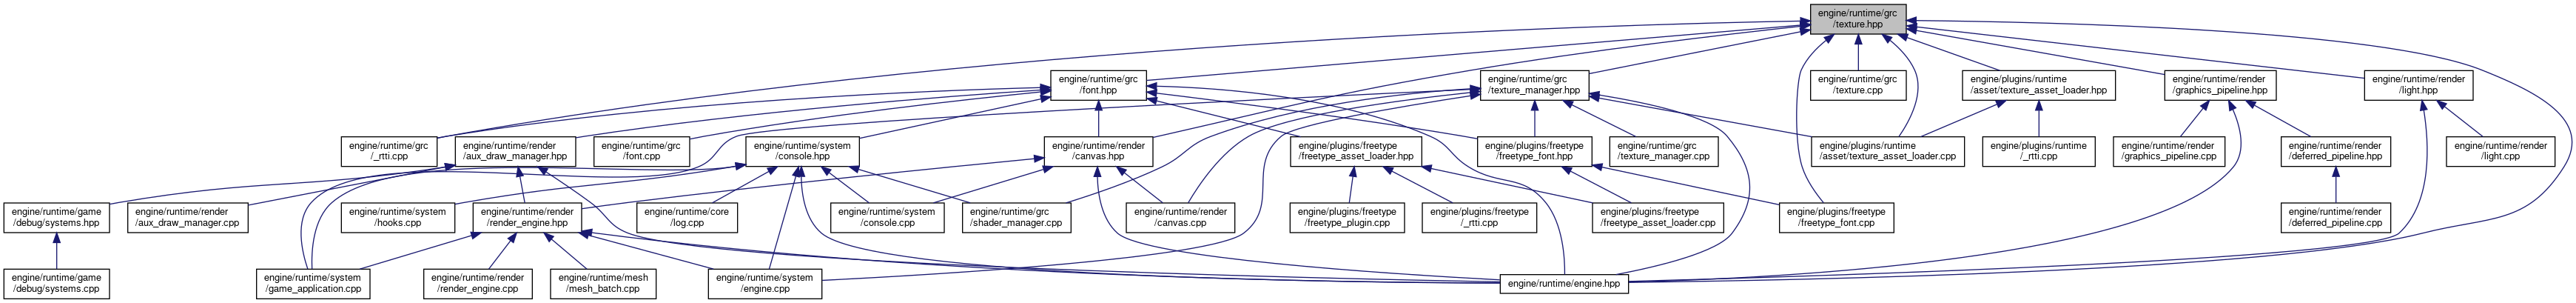 engine/runtime/grc
/texture.hpp
engine/runtime/grc
/font.hpp
engine/runtime/grc
/texture_manager.hpp
engine/runtime/grc
/texture.cpp
engine/plugins/runtime
asset/texture_asset_loader.hpp
engine/runtime/render
/graphics_pipeline.hpp
engine/runtime/render
/light.hpp
engine/runtime/grc
/_rtti.cpp
engine/runtime/render
/aux_draw_manager.hpp
engine/runtime/grc
/font.cpp
engine/runtime/system
/console.hpp
engine/runtime/render
/canvas.hpp
engine/plugins/freetype
/freetype_asset_loader.hpp
engine/plugins/freetype
/freetype_font.hpp
engine/runtime/grc
/texture_manager.cpp
engine/plugins/runtime
asset/texture_asset_loader.cpp
engine/plugins/runtime
/_rtti.cpp
engine/runtime/render
/graphics_pipeline.cpp
engine/runtime/render
/deferred_pipeline.hpp
engine/runtime/render
/light.cpp
engine/runtime/game
/debug/systems.hpp
engine/runtime/render
/aux_draw_manager.cpp
engine/runtime/system
/hooks.cpp
engine/runtime/render
/render_engine.hpp
engine/runtime/core
/log.cpp
engine/runtime/system
/console.cpp
engine/runtime/grc
/shader_manager.cpp
engine/runtime/render
/canvas.cpp
engine/plugins/freetype
/freetype_plugin.cpp
engine/plugins/freetype
/_rtti.cpp
engine/plugins/freetype
/freetype_asset_loader.cpp
engine/plugins/freetype
/freetype_font.cpp
engine/runtime/render
/deferred_pipeline.cpp
engine/runtime/game
/debug/systems.cpp
engine/runtime/system
/game_application.cpp
engine/runtime/render
/render_engine.cpp
engine/runtime/mesh
/mesh_batch.cpp
engine/runtime/system
/engine.cpp
engine/runtime/engine.hpp